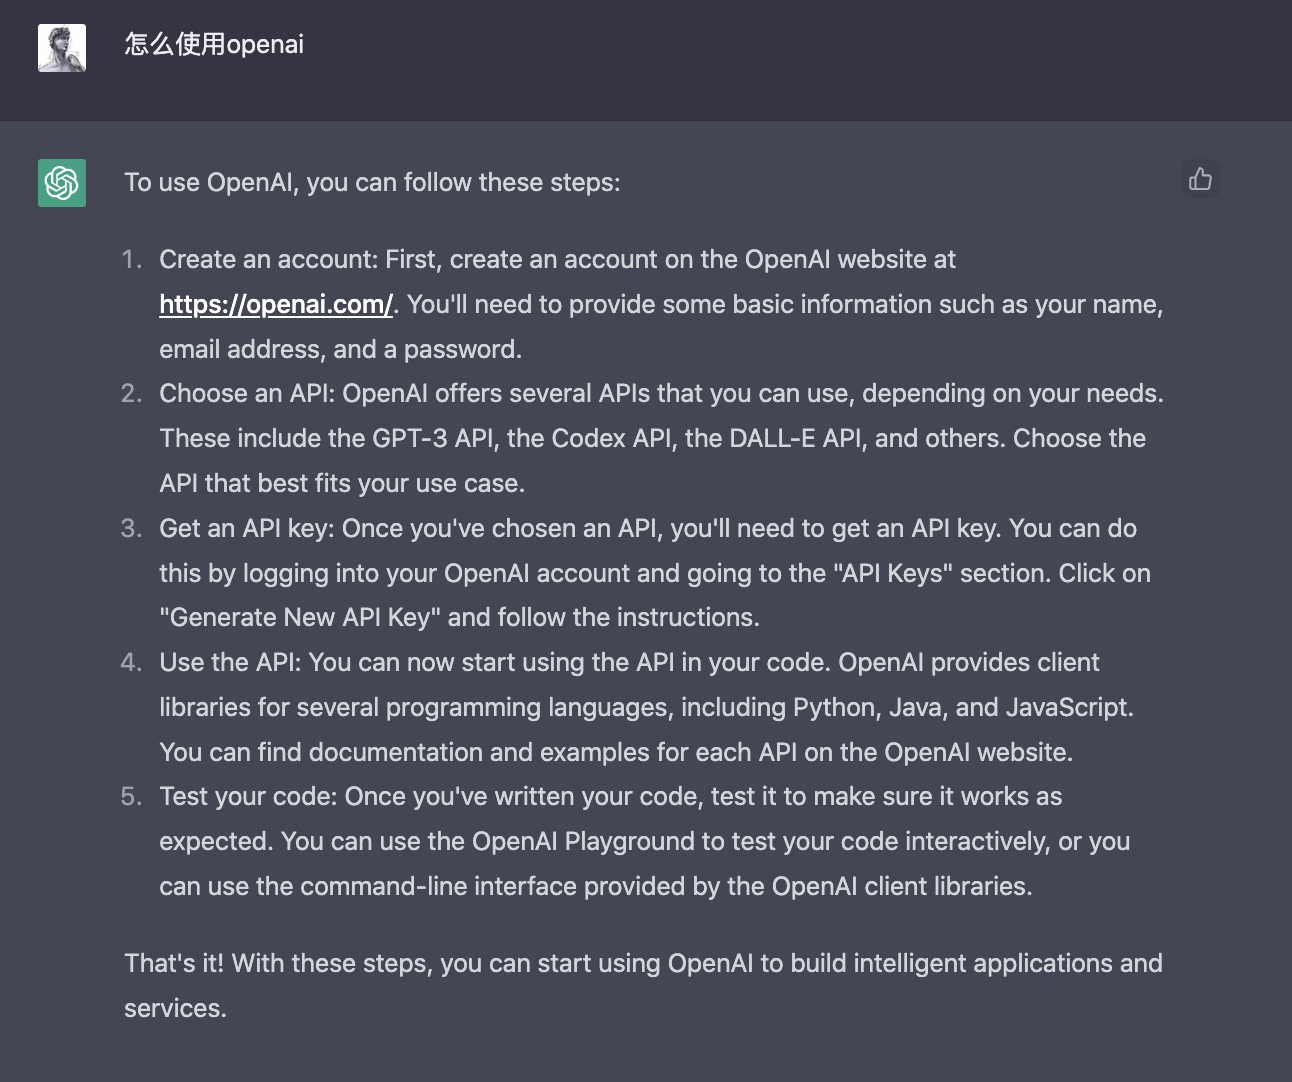 怎么使用openai
To use OpenAI, you can follow these steps:
1. Create an account: First, create an account on the OpenAI website at
https://openai.com/. You'll need to provide some basic information such as your name,
email address, and a password.
2. Choose an API: OpenAI offers several APIs that you can use, depending on your needs.
These include the GPT-3 API, the Codex API, the DALL-E API, and others. Choose the
API that best fits your use case.
3. Get an API key: Once you've chosen an API, you'll need to get an API key. You can do
this by logging into your OpenAI account and going to the "API Keys" section. Click on
"Generate New API Key" and follow the instructions.
4. Use the API: You can now start using the API in your code. OpenAI provides client
libraries for several programming languages, including Python, Java, and JavaScript.
You can find documentation and examples for each API on the OpenAI website.
5. Test your code: Once you've written your code, test it to make sure it works as
expected. You can use the OpenAI Playground to test your code interactively, or you
can use the command-line interface provided by the OpenAI client libraries.
That's it! With these steps, you can start using OpenAI to build intelligent applications and
services.